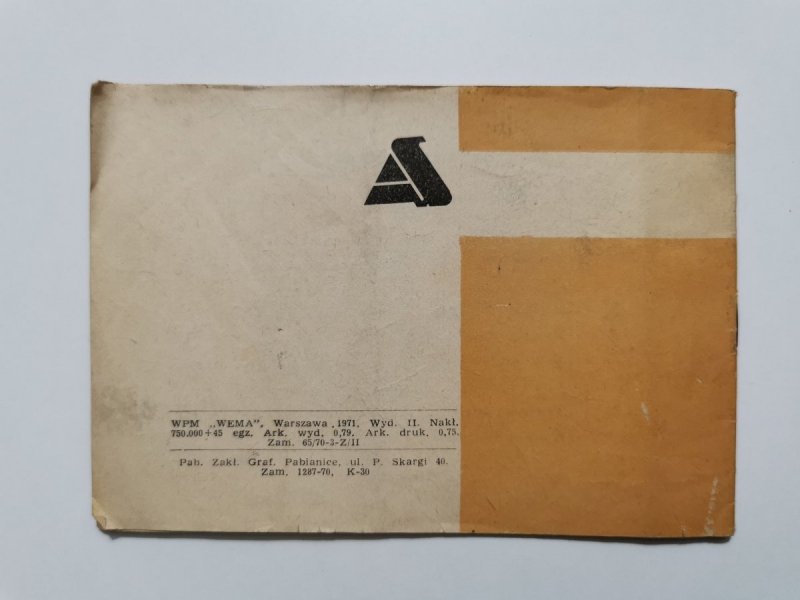 WPM „WEMA”, Warszawa 1971, Wyd. II. Nakł.
750.000+45 egz. Ark. wyd. 0,79. Ark. druk. 0,75.
Zam. 65/70-3-Z/II
Pab. Zakł. Graf. Pabianice, ul. P. Skargi 40.
Zam. 1287-70, K-30